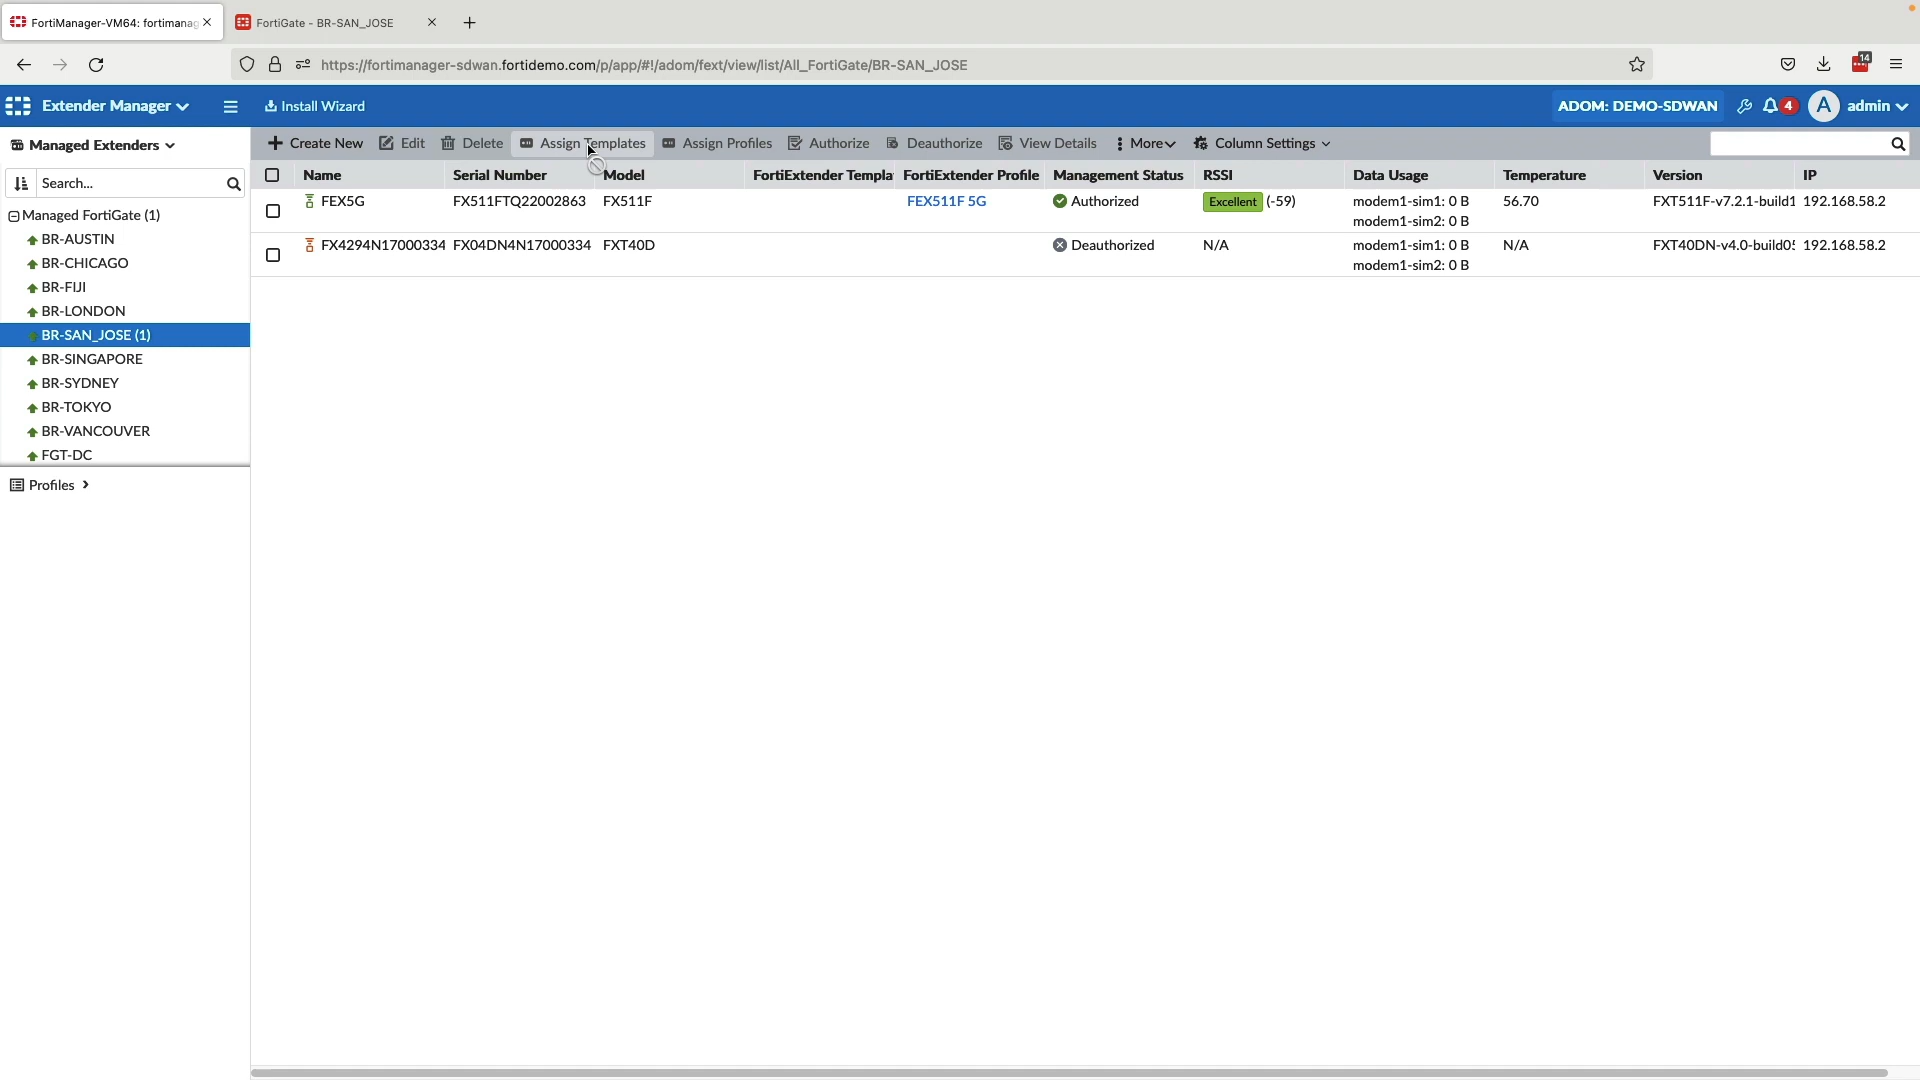 FortiManager-VM64: fortimanag
FortiGate - BR-SAN_JOSE
https://fortimanager-sdwan.fortidemo.com/p/app/#!/adom/fext/view/list/All_FortiGate/BR-SAN_JOSE
14
Extender Manager
Install Wizard
ADOM: DEMO-SDWAN
4
A
admin
Managed Extenders
Create New
Edit
Delete
Assign Templates
Assign Profiles
Authorize
Deauthorize
View Details
More
Column Settings
Search...
Managed FortiGate (1)
BR-AUSTIN
BR-CHICAGO
BR-FIJI
BR-LONDON
BR-SAN_JOSE (1)
BR-SINGAPORE
BR-SYDNEY
BR-TOKYO
BR-VANCOUVER
FGT-DC
Profiles
Name Serial Number Model FortiExtender Templa FortiExtender Profile Management Status RSSI Data Usage Temperature Version IP
FEX5G FX511FTQ22002863 FX511F FEX511F 5G Authorized Excellent (-59) modem1-sim1: 0 B 56.70 FXT511F-v7.2.1-build1 192.168.58.2
modem1-sim2: 0 B
FX4294N17000334 FX04DN4N17000334 FXT40D Deauthorized N/A modem1-sim1: 0 B N/A FXT40DN-v4.0-build05 192.168.58.2
modem1-sim2: 0 B